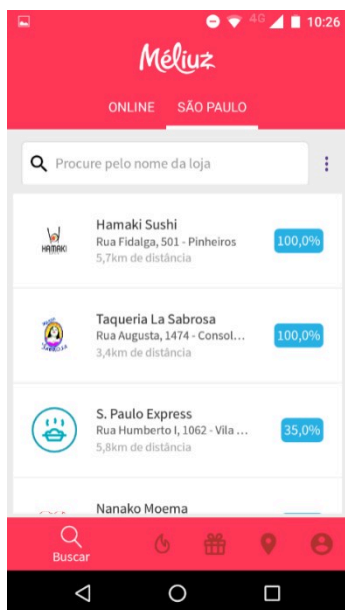 4G 10:26
Méliuz
ONLINE SÃO PAULO
Procure pelo nome da loja
Hamaki Sushi
Rua Fidalga, 501 - Pinheiros
5,7km de distância
100,0%
HAMAKI
Taqueria La Sabrosa
Rua Augusta, 1474 - Consol...
3,4km de distância
100,0%
S. Paulo Express
Rua Humberto I, 1062 - Vila ...
5,8km de distância
35,0%
Nanako Moema
Buscar